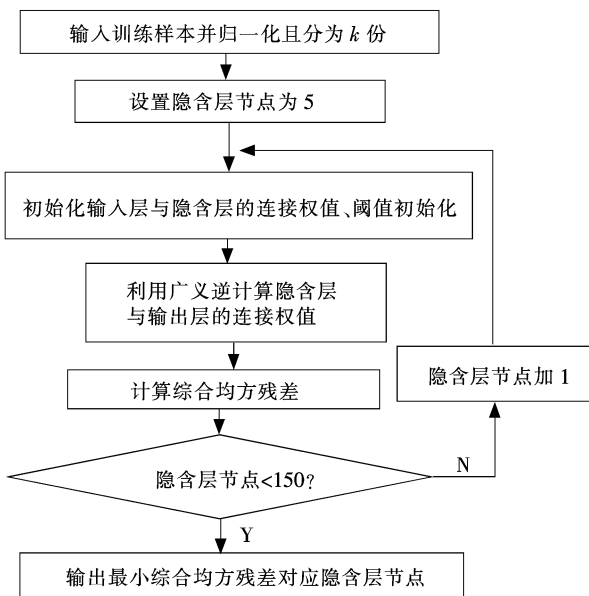 输入训练样本并归一化且分为 k 份
设置隐含层节点为 5
初始化输入层与隐含层的连接权值、阈值初始化
利用广义逆计算隐含层
与输出层的连接权值
计算综合均方残差
隐含层节点加 1
隐含层节点<150?
N
Y
输出最小综合均方残差对应隐含层节点